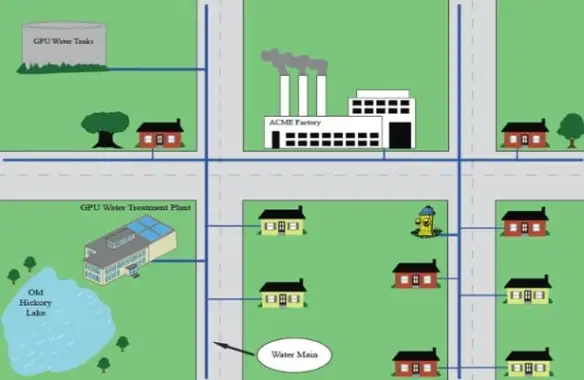 GPU Water Tanks
ACME Factory
GPU Water Treatment Plant
Old
Hickory
Lake
Water Main